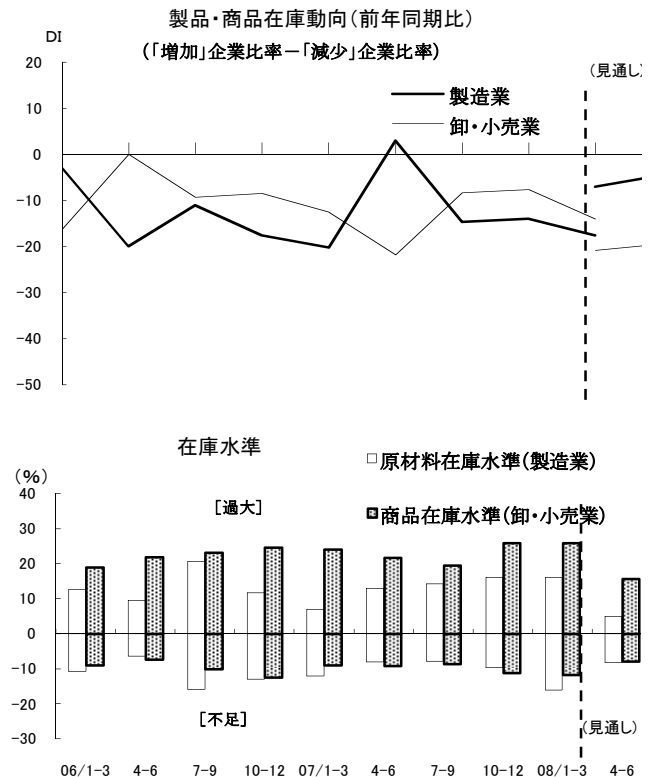 製品・商品在庫動向(前年同期比)
DI
(「増加」企業比率－「減少」企業比率)
(見通し)
20
10
0
-10
-20
-30
-40
-50
製造業
卸・小売業
在庫水準
(%)
□原材料在庫水準(製造業)
[過大]
商品在庫水準(卸・小売業)
40
30
20
10
0
-10
-20
-30
[不足]
(見通し)
06/1-3 4-6 7-9 10-12 07/1-3 4-6 7-9 10-12 08/1-3 4-6